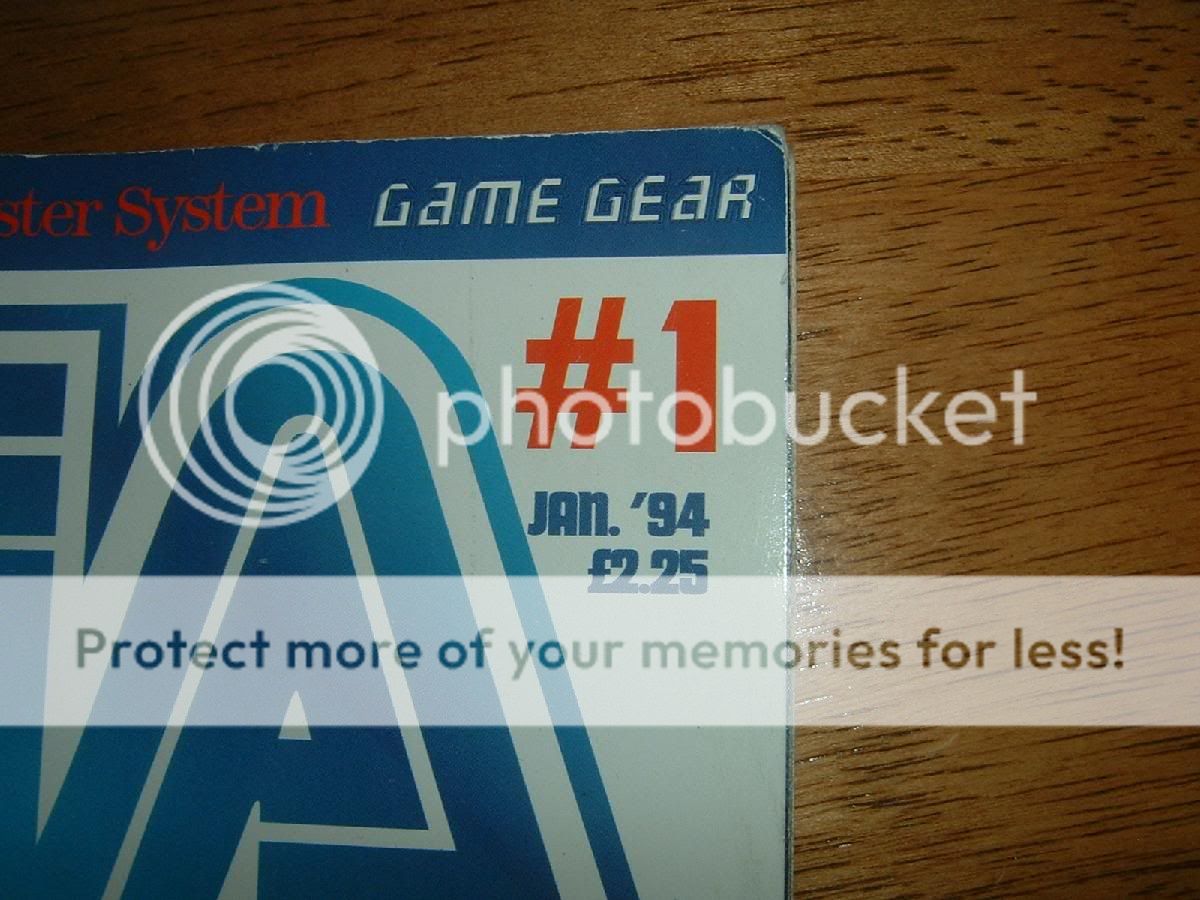 ster System GAME GEAR
#1
photobucket
JAN. '94
£2.25
Protect more of your memories for less!
A